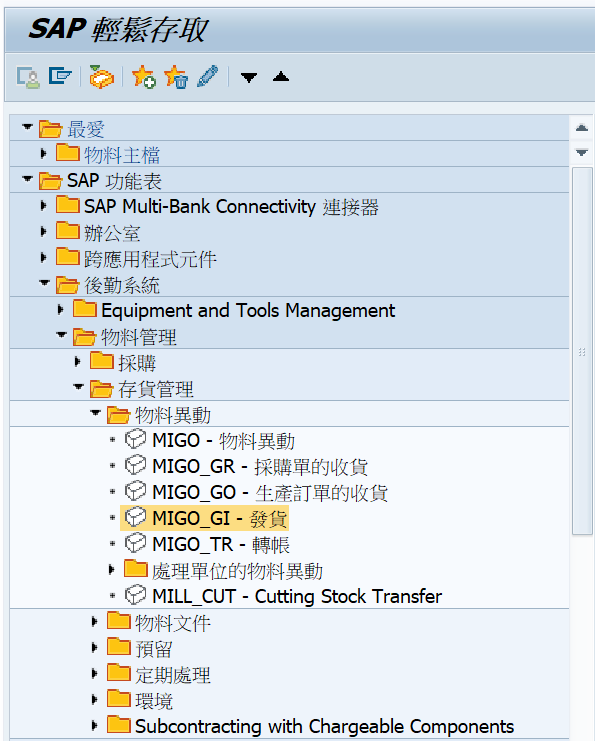 SAP 輕鬆存取
最愛
物料主檔
SAP 功能表
SAP Multi-Bank Connectivity 連接器
辦公室
跨應用程式元件
後勤系統
Equipment and Tools Management
物料管理
採購
存貨管理
物料異動
MIGO - 物料異動
MIGO_GR - 採購單的收貨
MIGO_GO - 生產訂單的收貨
MIGO_GI - 發貨
MIGO_TR - 轉帳
處理單位的物料異動
MILL_CUT - Cutting Stock Transfer
物料文件
預留
定期處理
環境
Subcontracting with Chargeable Components